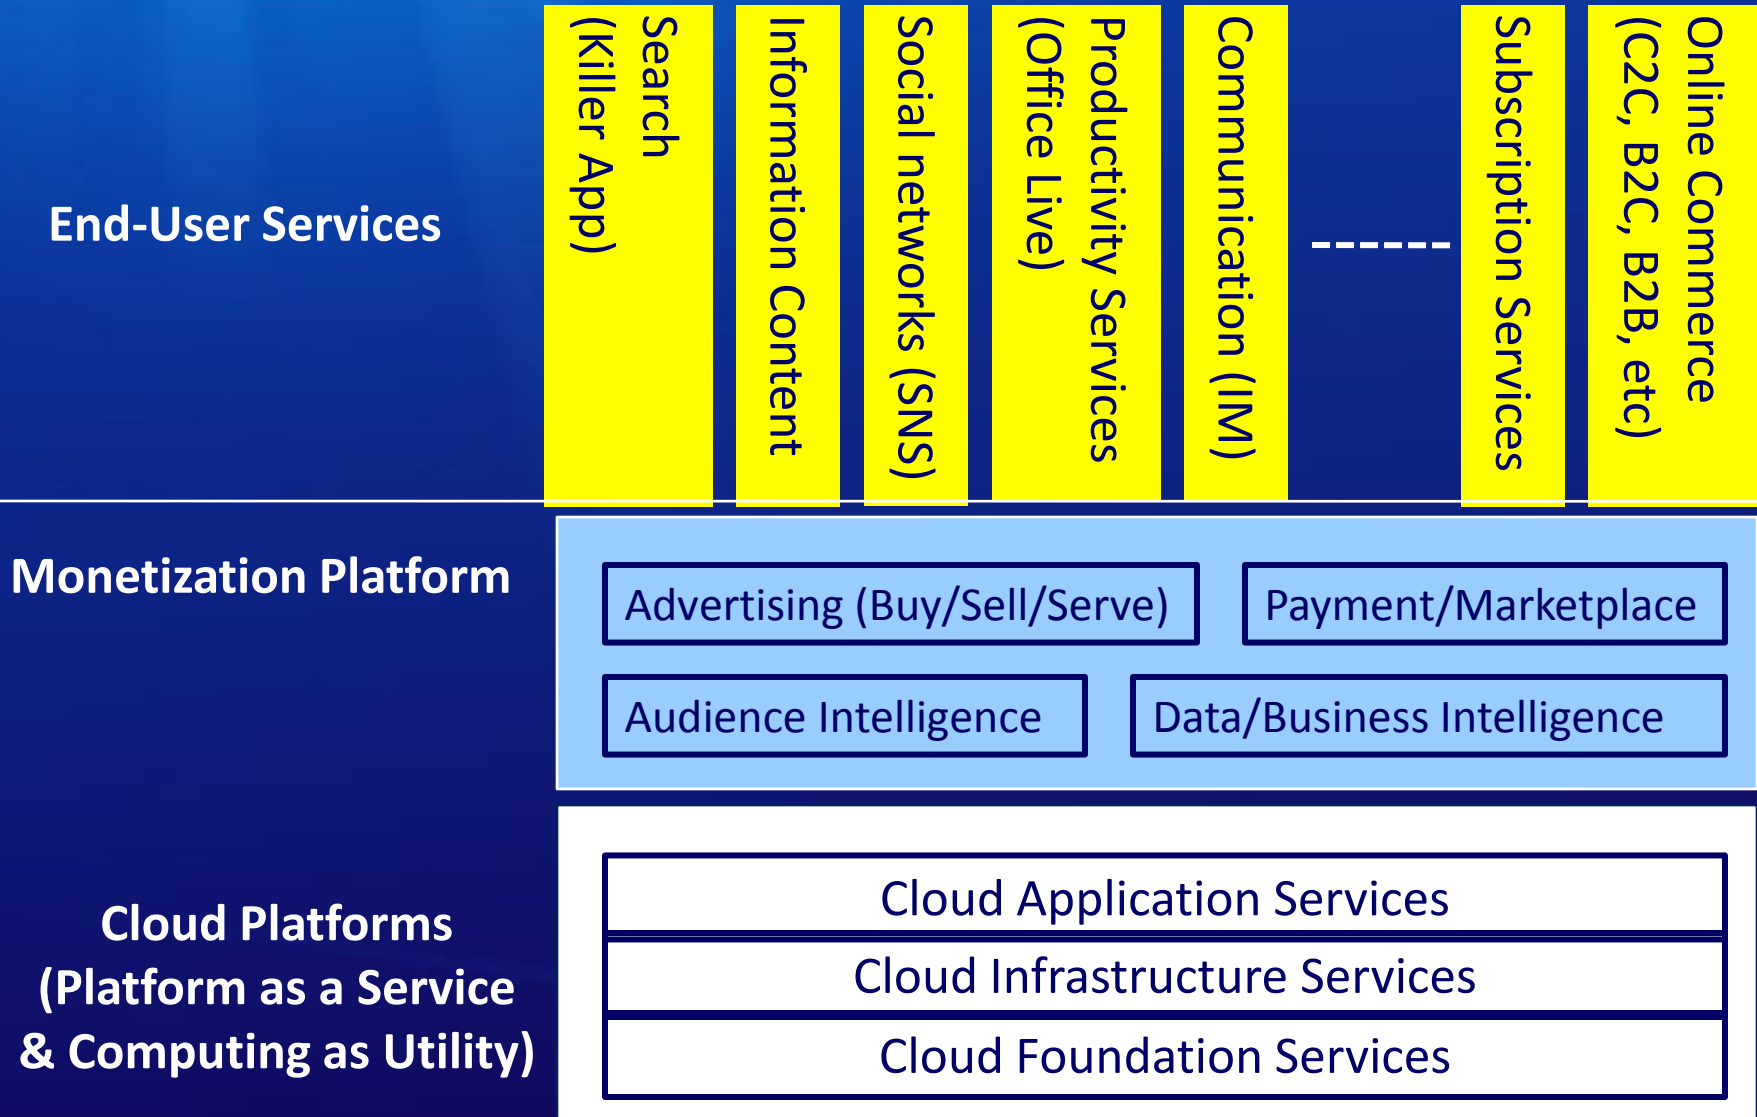 End-User Services
Search
(Killer App)
Information Content
Social networks (SNS)
Productivity Services
(Office Live)
Communication (IM)
Subscription Services
Online Commerce
(C2C, B2C, B2B, etc)
Monetization Platform
Advertising (Buy/Sell/Serve)
Payment/Marketplace
Audience Intelligence
Data/Business Intelligence
Cloud Platforms
(Platform as a Service
& Computing as Utility)
Cloud Application Services
Cloud Infrastructure Services
Cloud Foundation Services